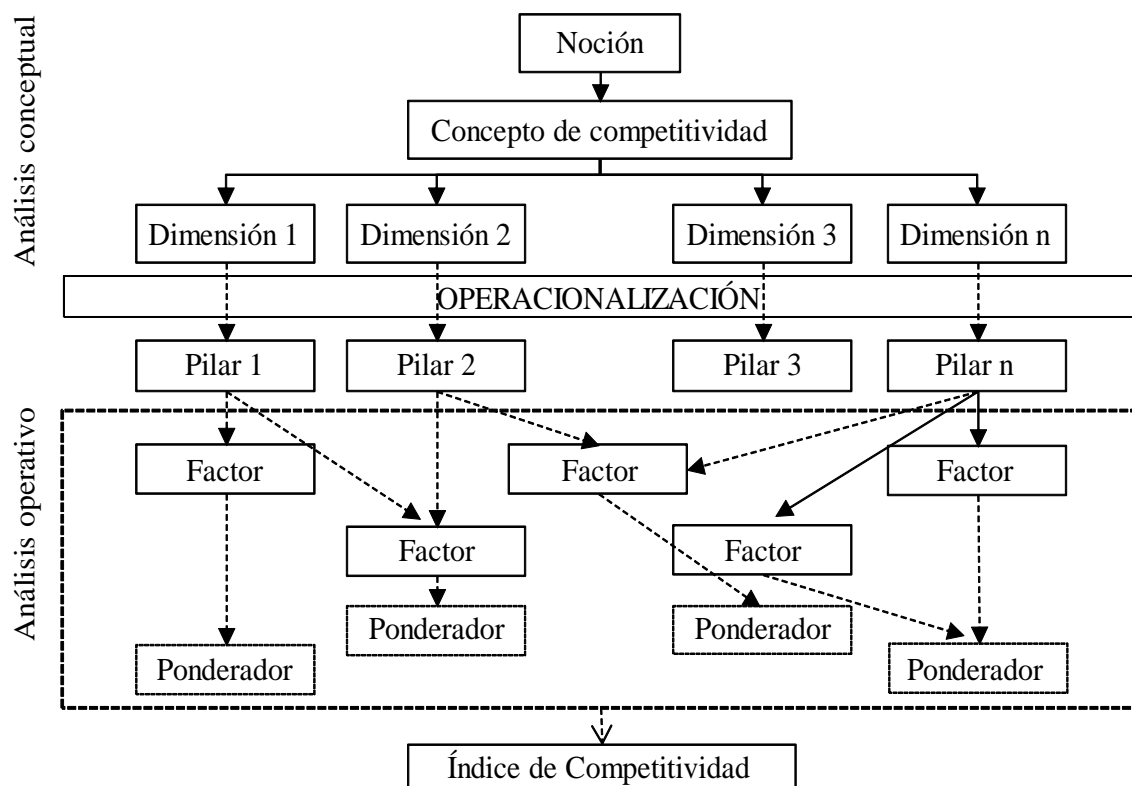 Análisis conceptual
Noción
Concepto de competitividad
Dimensión 1
Dimensión 2
Dimensión 3
Dimensión n
OPERACIONALIZACIÓN
Pilar 1
Pilar 2
Pilar 3
Pilar n
Análisis operativo
Factor
Factor
Factor
Factor
Factor
Ponderador
Ponderador
Ponderador
Ponderador
Índice de Competitividad